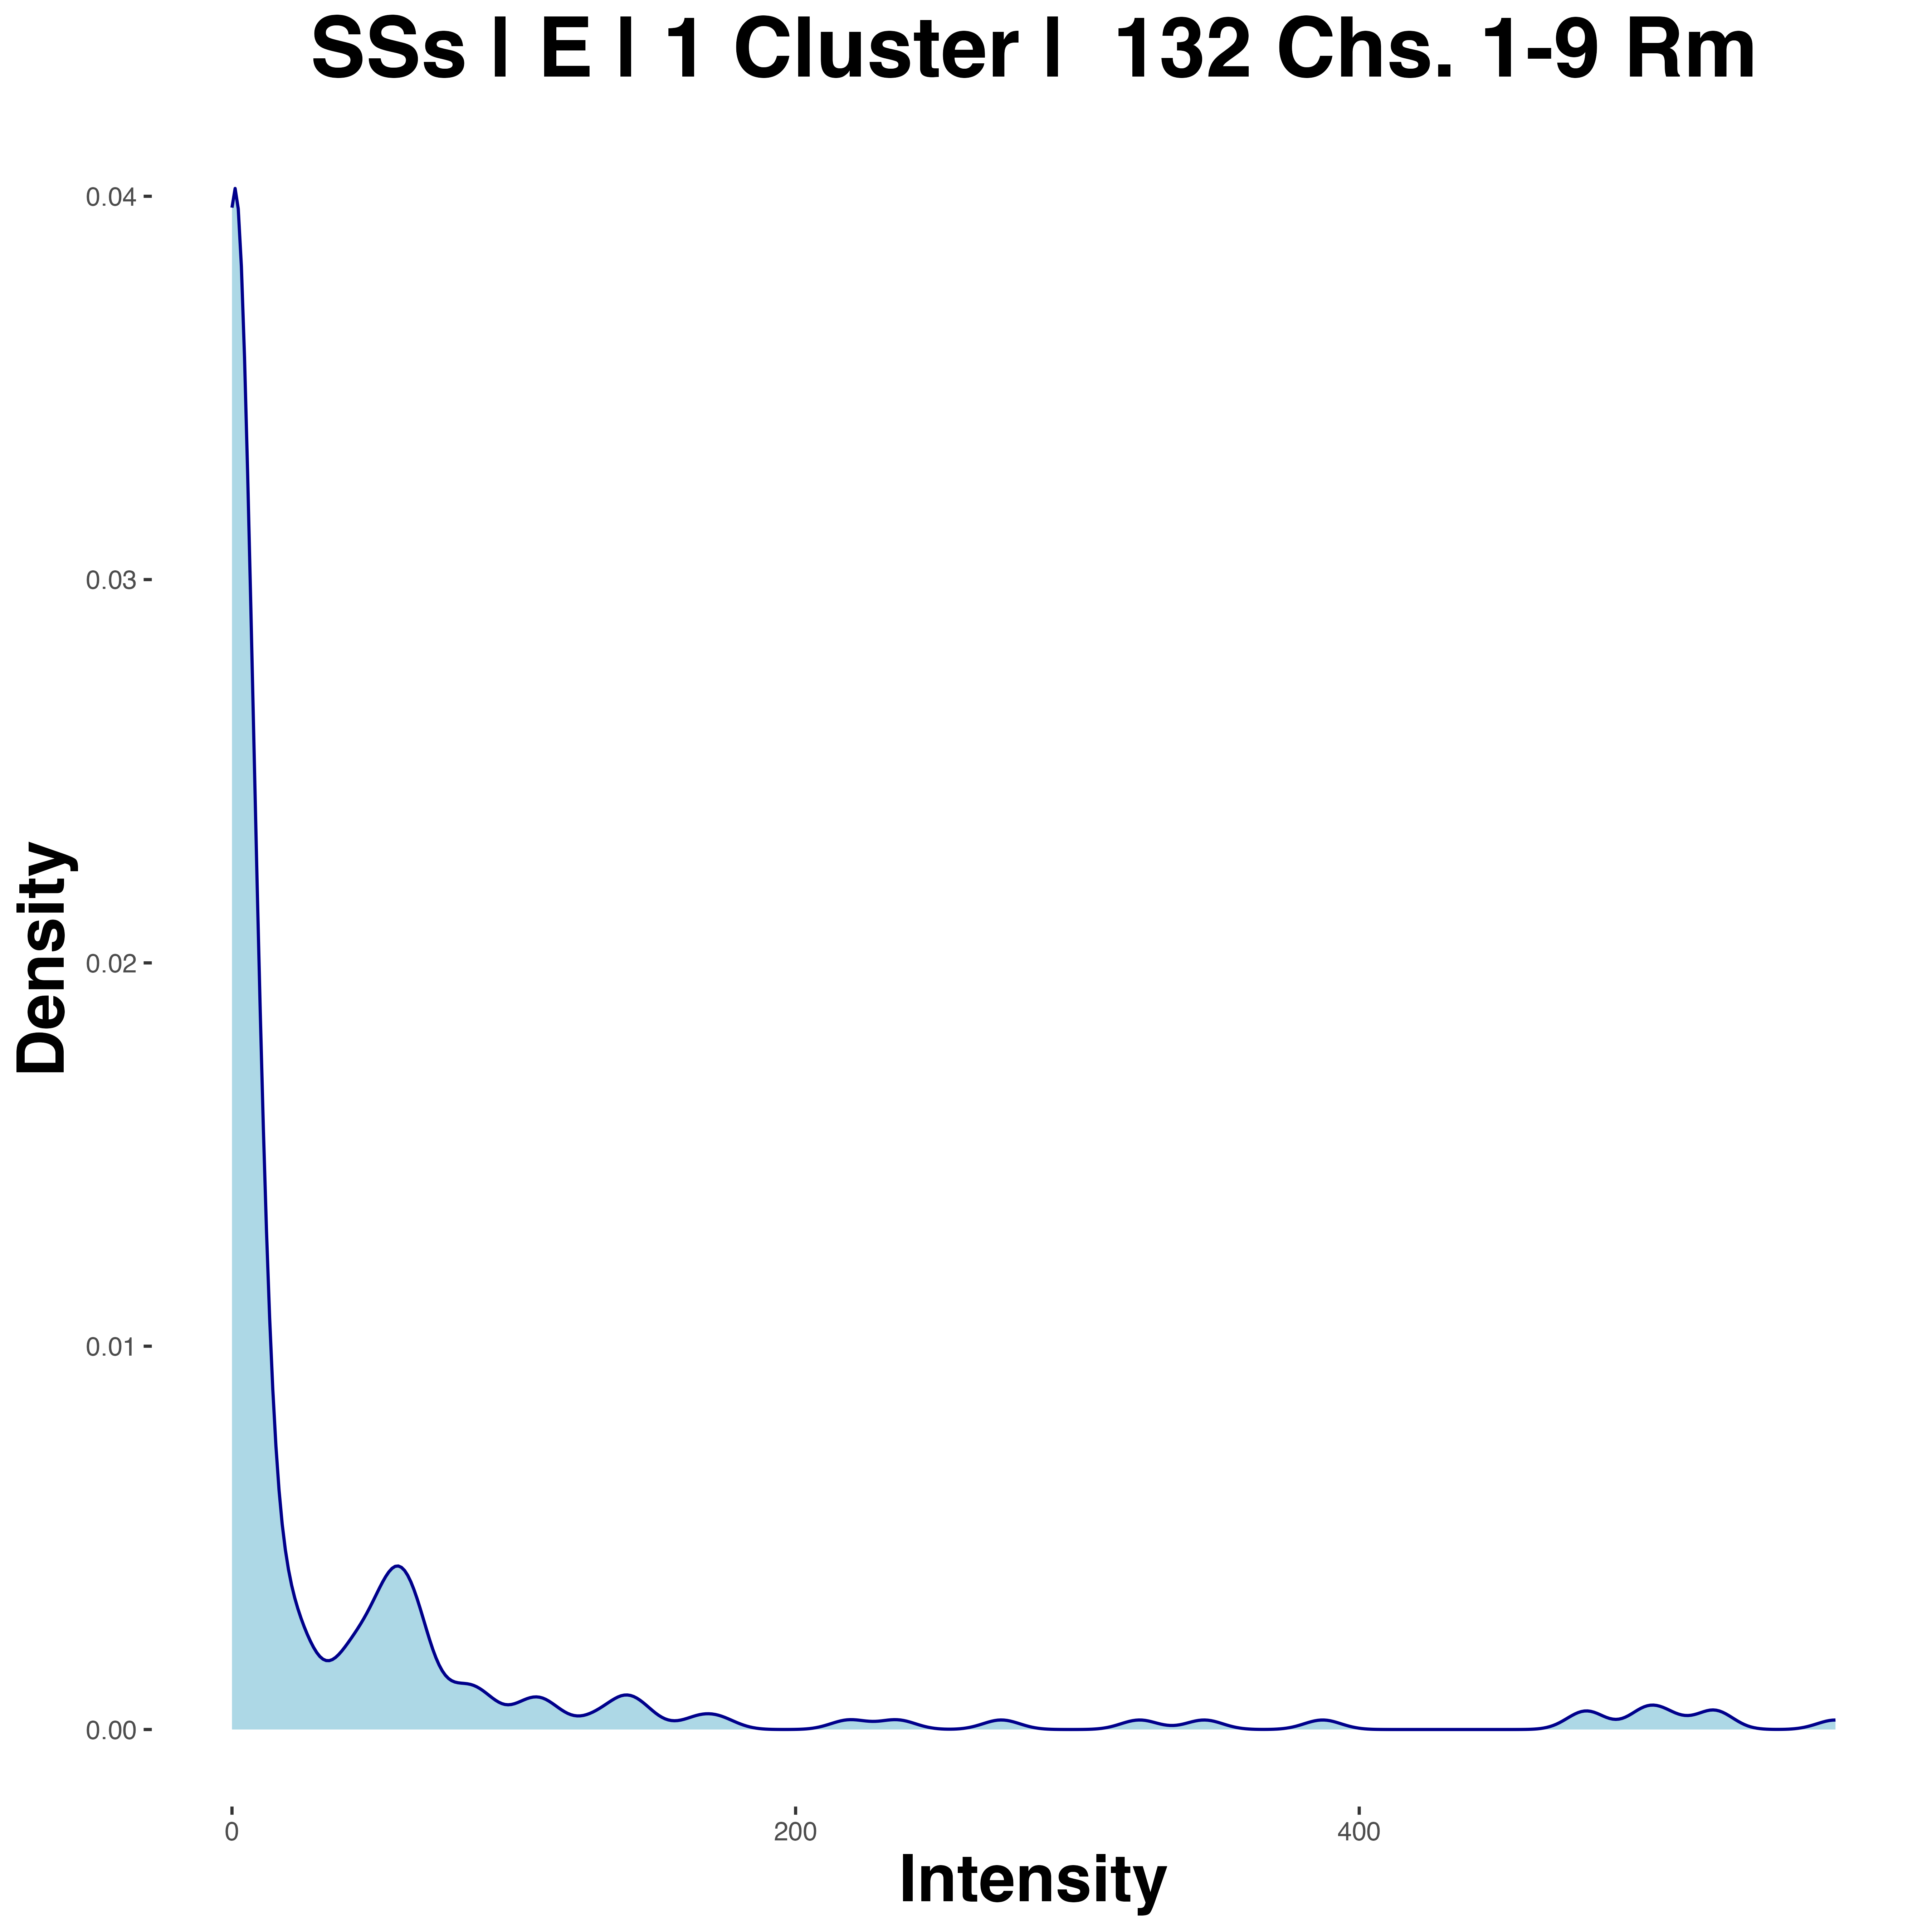 SSs | E | 1 Cluster | 132 Chs. 1-9 Rm
0.04
0.03
0.02
0.01
0.00
Density
0 200 400
Intensity